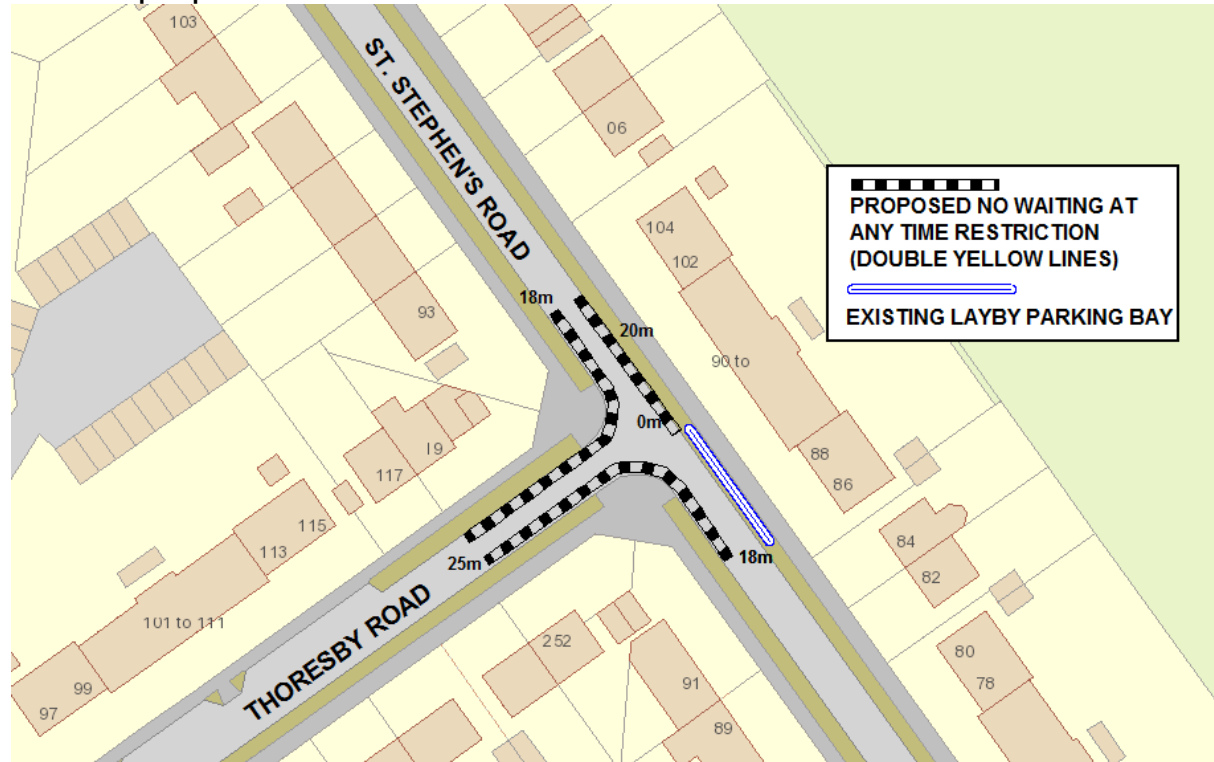 103
ST. STEPHEN'S ROAD
06
104
102
PROPOSED NO WAITING AT
ANY TIME RESTRICTION
(DOUBLE YELLOW LINES)
EXISTING LAYBY PARKING BAY
18m
20m
93
90 to
0m
19
117
88
86
115
113
25m
18m
84
82
101 to 111
THORESBY ROAD
252
99
97
91
89
80
78